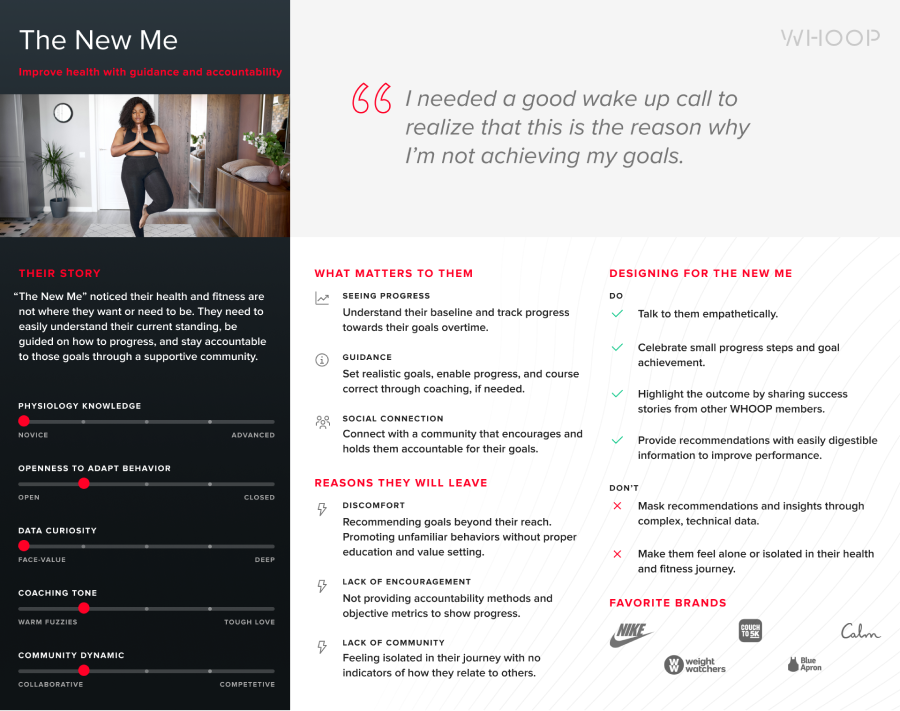 The New Me
Improve health with guidance and accountability
WHOOP
I needed a good wake up call to
realize that this is the reason why
I'm not achieving my goals.
THEIR STORY
"The New Me" noticed their health and fitness are
not where they want or need to be. They need to
easily understand their current standing, be
guided on how to progress, and stay accountable
to those goals through a supportive community.
PHYSIOLOGY KNOWLEDGE
NOVICE ADVANCED
OPENNESS TO ADAPT BEHAVIOR
OPEN CLOSED
DATA CURIOSITY
FACE-VALUE DEEP
COACHING TONE
WARM FUZZIES TOUGH LOVE
COMMUNITY DYNAMIC
COLLABORATIVE COMPETETIVE
WHAT MATTERS TO THEM
SEEING PROGRESS
Understand their baseline and track progress
towards their goals overtime.
GUIDANCE
Set realistic goals, enable progress, and course
correct through coaching, if needed.
SOCIAL CONNECTION
Connect with a community that encourages and
holds them accountable for their goals.
REASONS THEY WILL LEAVE
DISCOMFORT
Recommending goals beyond their reach.
Promoting unfamiliar behaviors without proper
education and value setting.
LACK OF ENCOURAGEMENT
Not providing accountability methods and
objective metrics to show progress.
LACK OF COMMUNITY
Feeling isolated in their journey with no
indicators of how they relate to others.
DESIGNING FOR THE NEW ME
DO
Talk to them empathetically.
Celebrate small progress steps and goal
achievement.
Highlight the outcome by sharing success
stories from other WHOOP members.
Provide recommendations with easily digestible
information to improve performance.
DON'T
Mask recommendations and insights through
complex, technical data.
Make them feel alone or isolated in their health
and fitness journey.
FAVORITE BRANDS
NIKE
COUCH
TO 5K
Calm
WW
weight
watchers
Blue
Apron